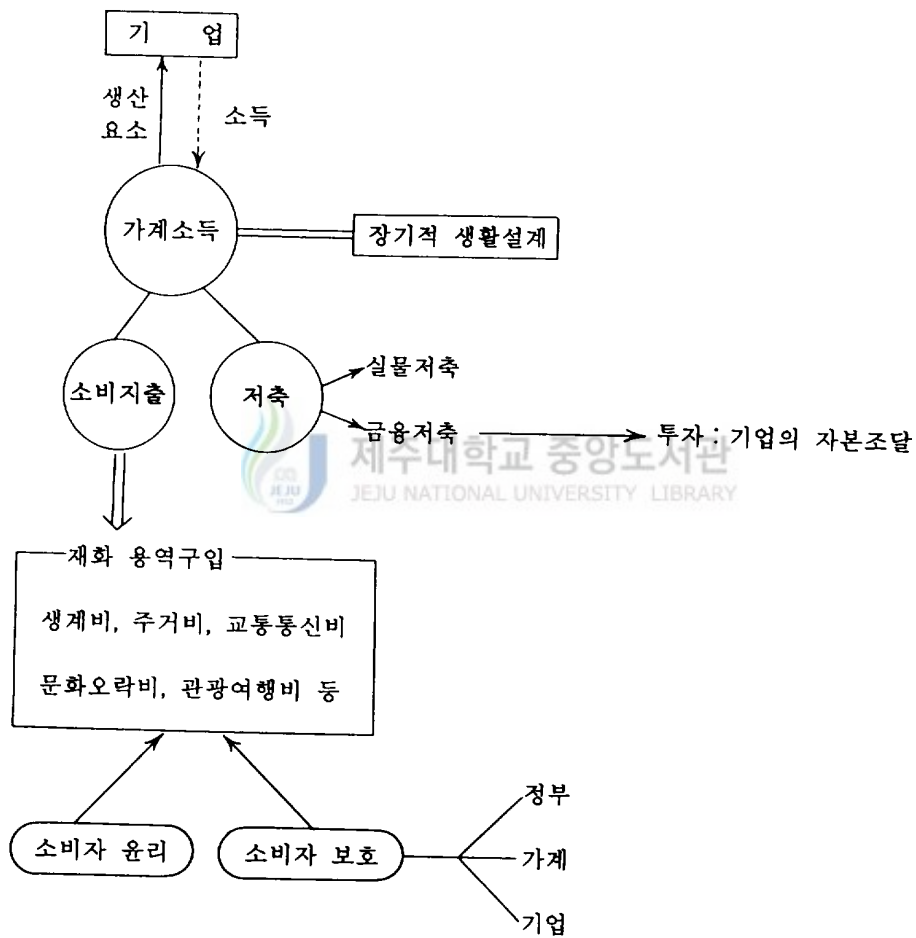 기 업
생산
요소
소득
가계소득
장기적 생활설계
소비지출
저축
실물저축
금융저축
투자 : 기업의 자본조달
제주대학교 중앙도서관
JEJU NATIONAL UNIVERSITY LIBRARY
JEJU
1952
재화 용역구입
생계비, 주거비, 교통통신비
문화오락비, 관광여행비 등
소비자 윤리
소비자 보호
정부
가계
기업